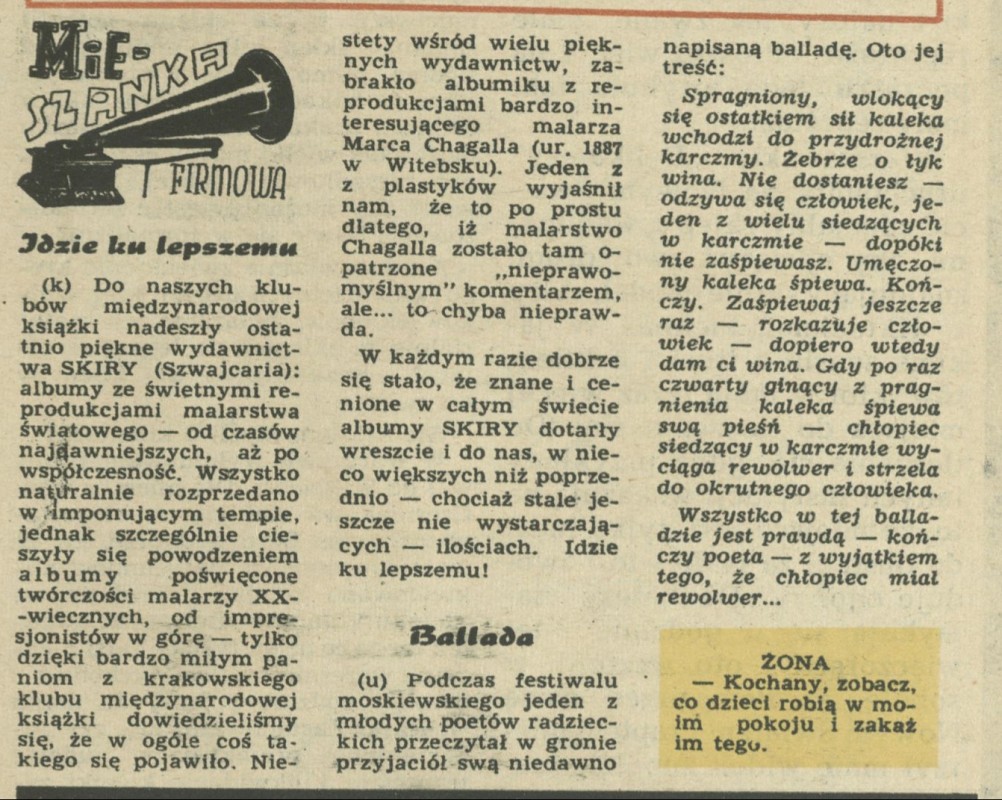 MiE-
SZANKA
FIRMOWA
Idzie ku lepszemu
(k) Do naszych klu-
bów międzynarodowej
książki nadeszły osta-
tnio piękne wydawnict-
wa SKIRY (Szwajcaria):
albumy ze świetnymi re-
produkcjami malarstwa
światowego — od czasów
najdawniejszych, aż po
współczesność. Wszystko
naturalnie rozprzedano
w imponującym tempie,
jednak szczególnie cie-
szyły się powodzeniem
albumy poświęcone
twórczości malarzy XX-
-wiecznych, od impre-
sjonistów w górę — tylko
dzięki bardzo miłym pa-
niom z krakowskiego
klubu międzynarodowej
książki dowiedzieliśmy
się, że w ogóle coś ta-
kiego się pojawiło. Nie-
stety wśród wielu pięk-
nych wydawnictw, za-
brakło albumiku z re-
produkcjami bardzo in-
teresującego malarza
Marca Chagalla (ur. 1887
w Witebsku). Jeden z
z plastyków wyjaśnił
nam, że to po prostu
dlatego, iż malarstwo
Chagalla zostało tam o-
patrzone „nieprawo-
myślnym” komentarzem,
ale... to chyba niepraw-
da.
W każdym razie dobrze
się stało, że znane i ce-
nione w całym świecie
albumy SKIRY dotarły
wreszcie i do nas, w nie-
co większych niż poprze-
dnio — chociaż stale je-
szcze nie wystarczają-
cych — ilościach. Idzie
ku lepszemu!
Ballada
(u) Podczas festiwalu
moskiewskiego jeden z
młodych poetów radziec-
kich przeczytał w gronie
przyjaciół swą niedawno
napisaną balladę. Oto jej
treść:
Spragniony, wlokący
się ostatkiem sił kaleka
wchodzi do przydrożnej
karczmy. Żebrze o łyk
wina. Nie dostaniesz —
odzywa się człowiek, je-
den z wielu siedzących
w karczmie — dopóki
nie zaśpiewasz. Umęczo-
ny kaleka śpiewa. Koń-
czy. Zaśpiewaj jeszcze
raz — rozkazuje czło-
wiek — dopiero wtedy
dam ci wina. Gdy po raz
czwarty ginący z prag-
nienia kaleka śpiewa
swą pieśń — chłopiec
siedzący w karczmie wy-
ciąga rewolwer i strzela
do okrutnego człowieka.
Wszystko w tej balla-
dzie jest prawdą — koń-
czy poeta — z wyjątkiem
tego, że chłopiec miał
rewolwer...
ŻONA
— Kochany, zobacz,
co dzieci robią w mo-
im pokoju i zakaż
im tego.